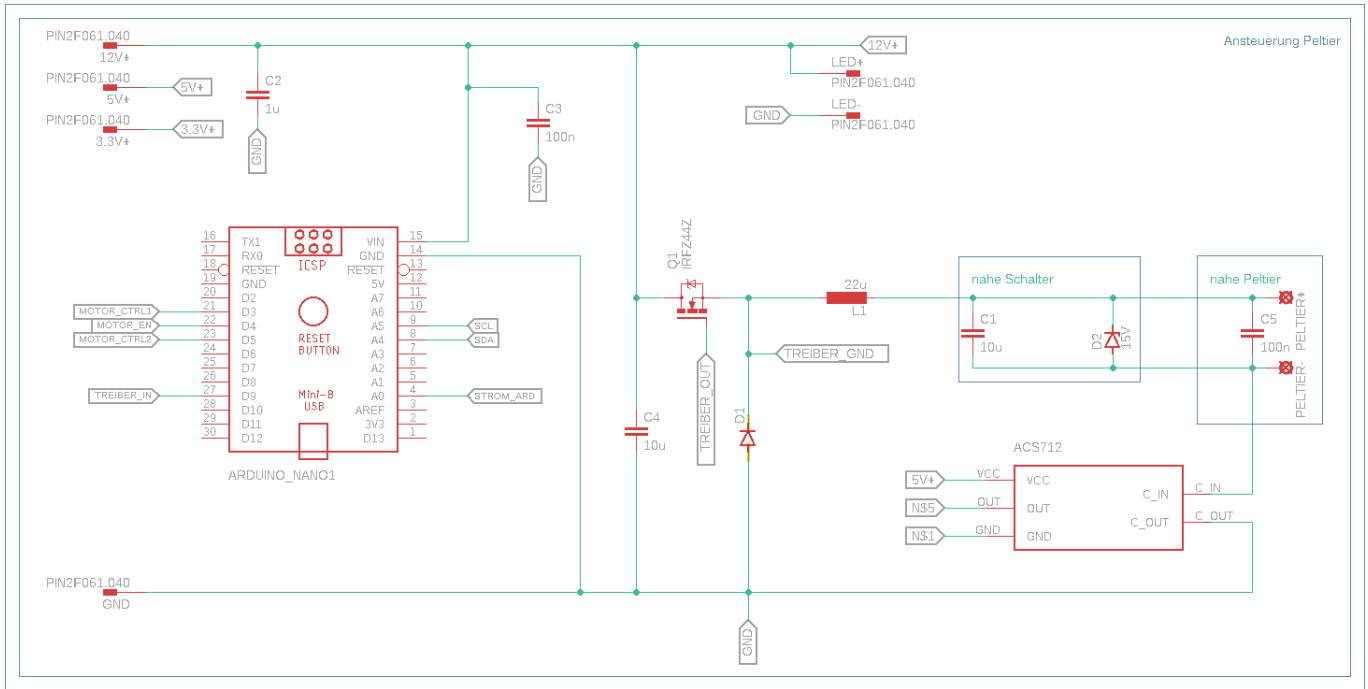 Ansteuerung Peltier
PIN2F061.040
12V+
PIN2F061.040
5V+
5V+
PIN2F061.040
3.3V+
3.3V+
C2
1u
GND
C3
100n
GND
12V+
LED+
PIN2F061.040
LED-
GND
PIN2F061.040
16 TX1 VIN 15
17 RX0 GND 14
18 RESET RESET 13
19 GND 5V 12
20 D2 A7 11
21 D3 A6 10
22 D4 A5 9
23 D5 A4 8
24 D6 A3 7
25 D7 A2 6
26 D8 A1 5
27 D9 A0 4
28 D10 AREF 3
29 D11 3V3 2
30 D12 D13 1
ICSP
RESET
BUTTON
Mini-B
USB
MOTOR_CTRL1
MOTOR_EN
MOTOR_CTRL2
TREIBER_IN
SCL
SDA
STROM_ARD
ARDUINO_NANO1
Q1
IRFZ44Z
TREIBER_OUT
C4
10u
TREIBER_GND
D1
22u
L1
nahe Schalter
C1
10u
D2
15V
nahe Peltier
C5
100n
PELTIER+
PELTIER-
ACS712
5V+ VCC VCC
N$5 OUT OUT
N$1 GND GND
C_IN C_IN
C_OUT C_OUT
PIN2F061.040
GND
GND